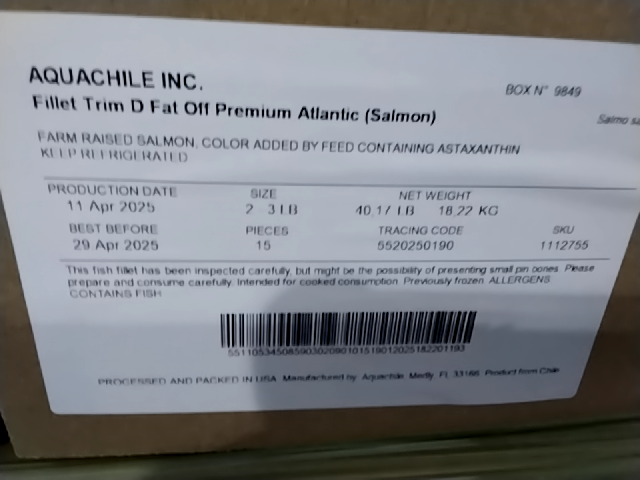 AQUACHILE INC.
BOX N° 9849
Fillet Trim D Fat Off Premium Atlantic (Salmon)
Salmo
FARM RAISED SALMON, COLOR ADDED BY FEED CONTAINING ASTAXANTHIN
KEEP REFRIGERATED
PRODUCTION DATE SIZE NET WEIGHT
11 Apr 2025 2 3 LB 40.17 LB 18.22 KG
BEST BEFORE PIECES TRACING CODE SKU
29 Apr 2025 15 5520250190 1112755
This fish fillet has been inspected carefully, but might be the possibility of presenting small pin bones. Please
prepare and consume carefully. Intended for cooked consumption. Previously frozen. ALLERGENS
CONTAINS FISH
PROCESSED AND PACKED IN USA. Manufactured by Aquachile, FL 33166 Product from Chile